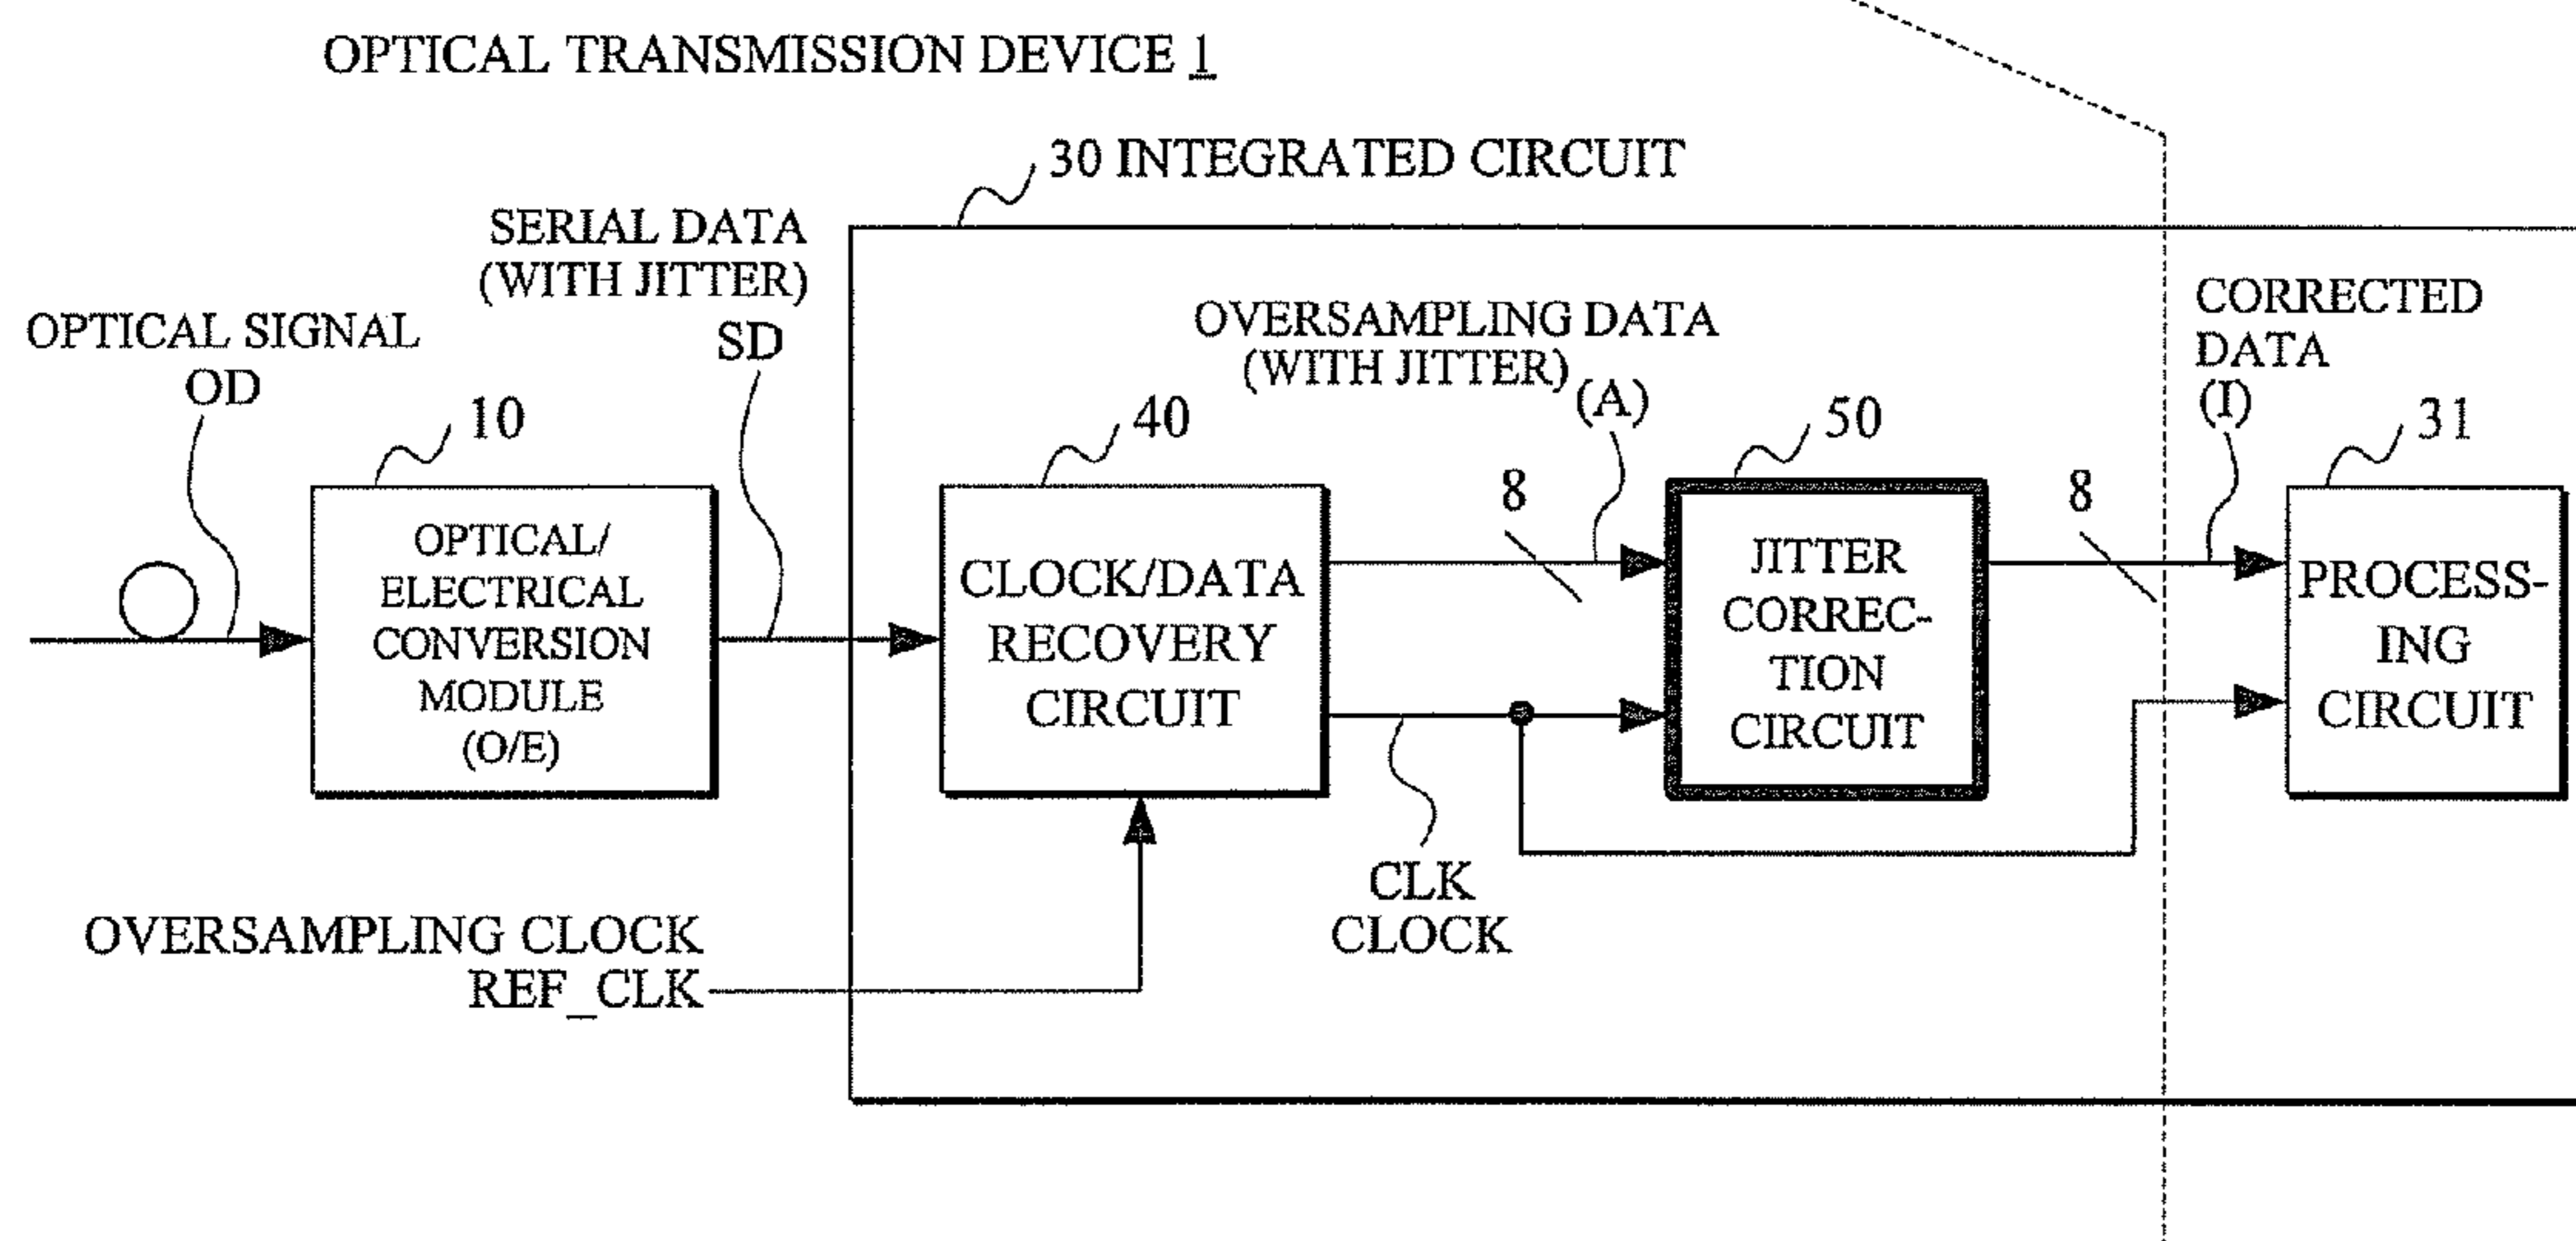 OPTICAL TRANSMISSION DEVICE 1
30 INTEGRATED CIRCUIT
SERIAL DATA
(WITH JITTER)
SD
OPTICAL SIGNAL
OD
OVERSAMPLING DATA
(WITH JITTER)
(A)
CORRECTED
DATA
(I)
10
40
50
31
8
8
OPTICAL/
ELECTRICAL
CONVERSION
MODULE
(O/E)
CLOCK/DATA
RECOVERY
CIRCUIT
JITTER
CORREC-
TION
CIRCUIT
PROCESS-
ING
CIRCUIT
CLK
CLOCK
OVERSAMPLING CLOCK
REF_CLK